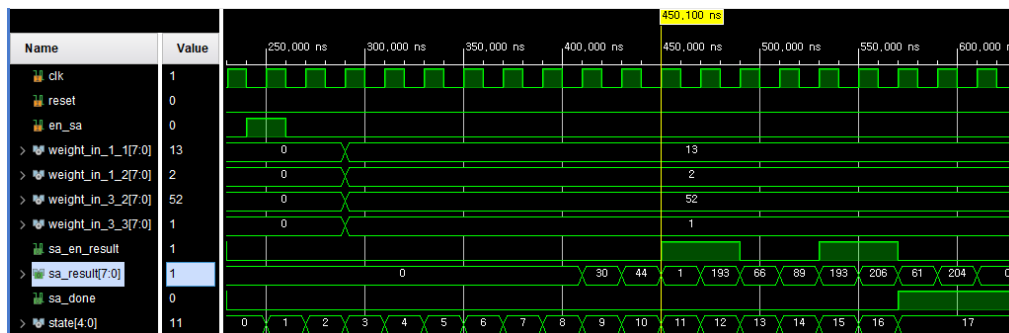 450,100 ns
Name Value
250,000 ns 300,000 ns 350,000 ns 400,000 ns 450,000 ns 500,000 ns 550,000 ns 600,000
clk 1
reset 0
en_sa 0
weight_in_1_1[7:0] 13 0 13
weight_in_1_2[7:0] 2 0 2
weight_in_3_2[7:0] 52 0 52
weight_in_3_3[7:0] 1 0 1
sa_en_result 1
sa_result[7:0] 1 0 30 44 1 193 66 89 193 206 61 204 0
sa_done 0
state[4:0] 11 0 1 2 3 4 5 6 7 8 9 10 11 12 13 14 15 16 17